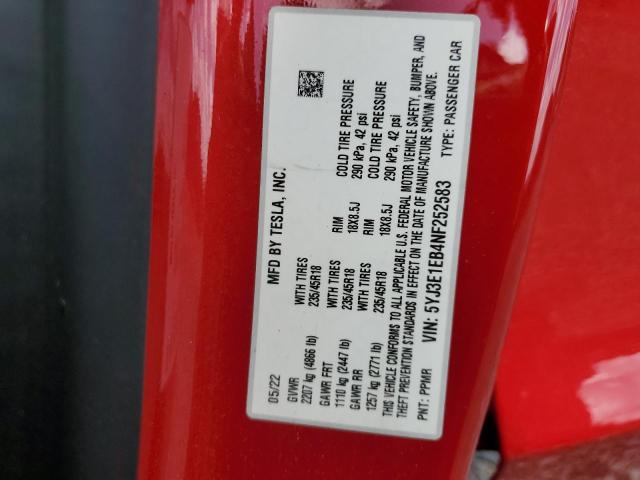 MFD BY TESLA, INC.
05/22
GVWR
2207 kg (4866 lb)
GAWR FRT WITH TIRES RIM COLD TIRE PRESSURE
1110 kg (2447 lb) 235/45R18 18X8.5J 290 kPa, 42 psi
GAWR RR WITH TIRES RIM COLD TIRE PRESSURE
1257 kg (2771 lb) 235/45R18 18X8.5J 290 kPa, 42 psi
THIS VEHICLE CONFORMS TO ALL APPLICABLE U.S. FEDERAL MOTOR VEHICLE SAFETY, BUMPER, AND
THEFT PREVENTION STANDARDS IN EFFECT ON THE DATE OF MANUFACTURE SHOWN ABOVE.
VIN: 5YJ3E1EB4NF252583
PNT: PPMR TYPE: PASSENGER CAR